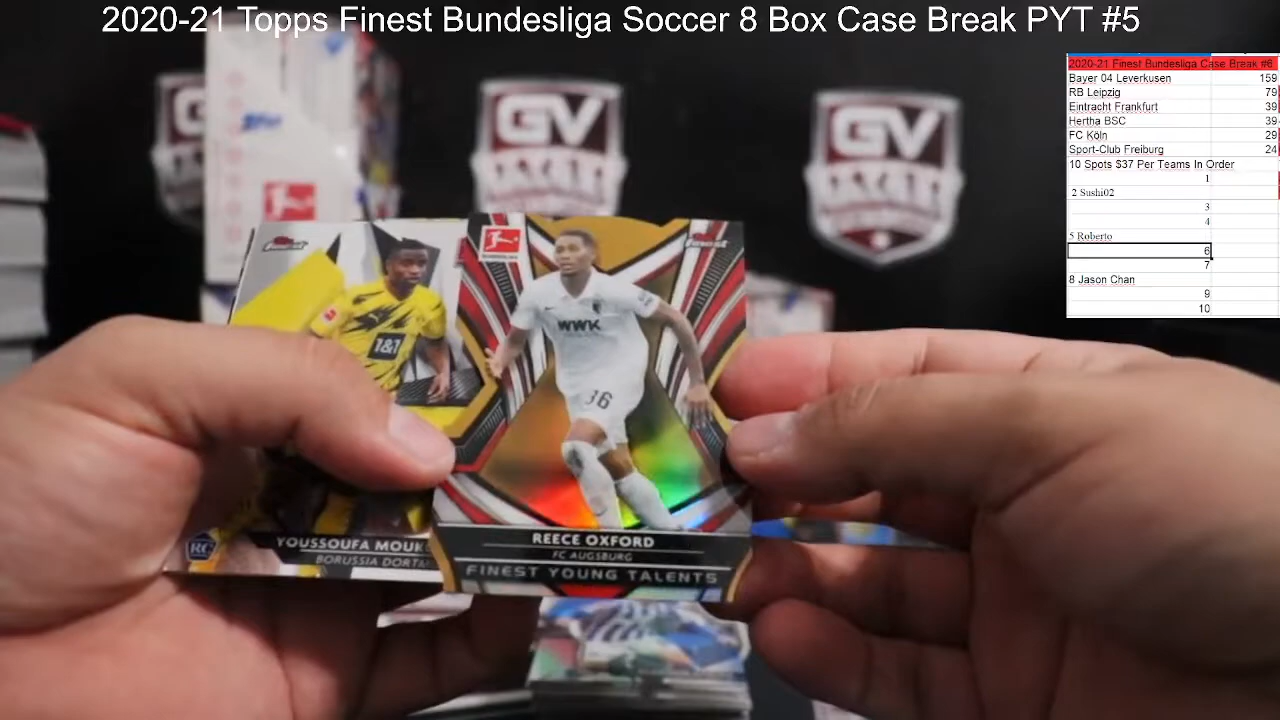 2020-21 Topps Finest Bundesliga Soccer 8 Box Case Break PYT #5
2020-21 Finest Bundesliga Case Break #6
Bayer 04 Leverkusen 159
RB Leipzig 79
Eintracht Frankfurt 39
Hertha BSC 39
FC Köln 29
Sport-Club Freiburg 24
10 Spots $37 Per Teams In Order
1
2 Sushi02
3
4
5 Roberto
6
7
8 Jason Chan
9
10
GV
GV
GV
Finest
Finest
WWK
1&1
36
RC
YOUSSOUFA MOUK
BORUSSIA DORTM
REECE OXFORD
FC AUGSBURG
FINEST YOUNG TALENTS